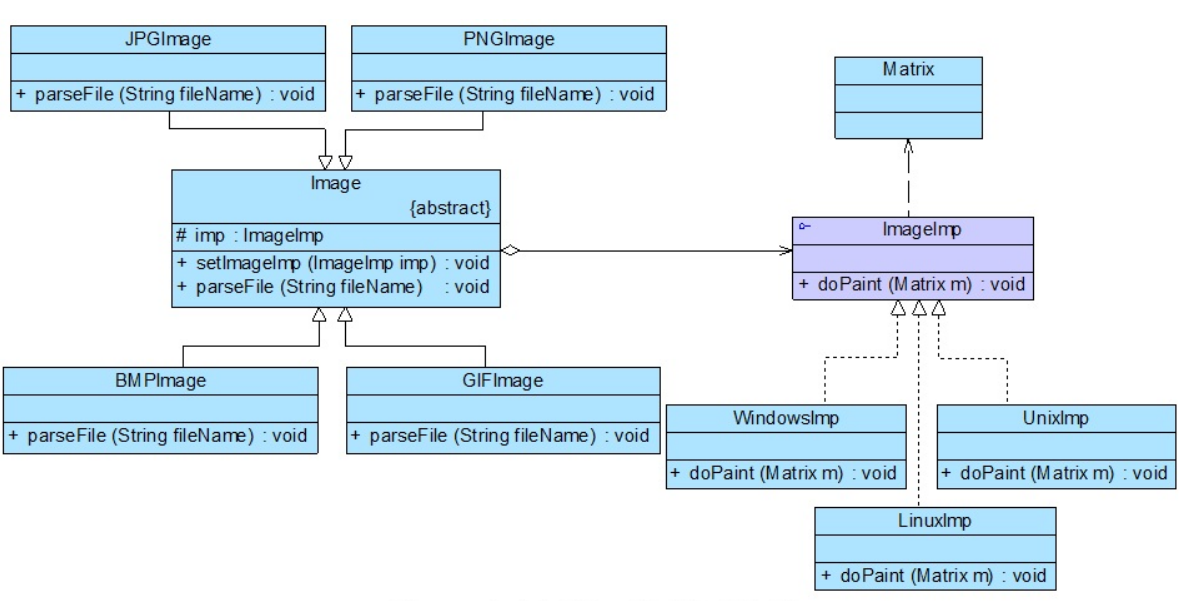 JPGImage
+ parseFile (String fileName) : void
PNGImage
+ parseFile (String fileName) : void
Matrix
Image
{abstract}
# imp : ImageImp
+ setImageImp (ImageImp imp) : void
+ parseFile (String fileName) : void
ImageImp
+ doPaint (Matrix m) : void
BMPImage
+ parseFile (String fileName) : void
GIFImage
+ parseFile (String fileName) : void
WindowsImp
+ doPaint (Matrix m) : void
UnixImp
+ doPaint (Matrix m) : void
LinuxImp
+ doPaint (Matrix m) : void